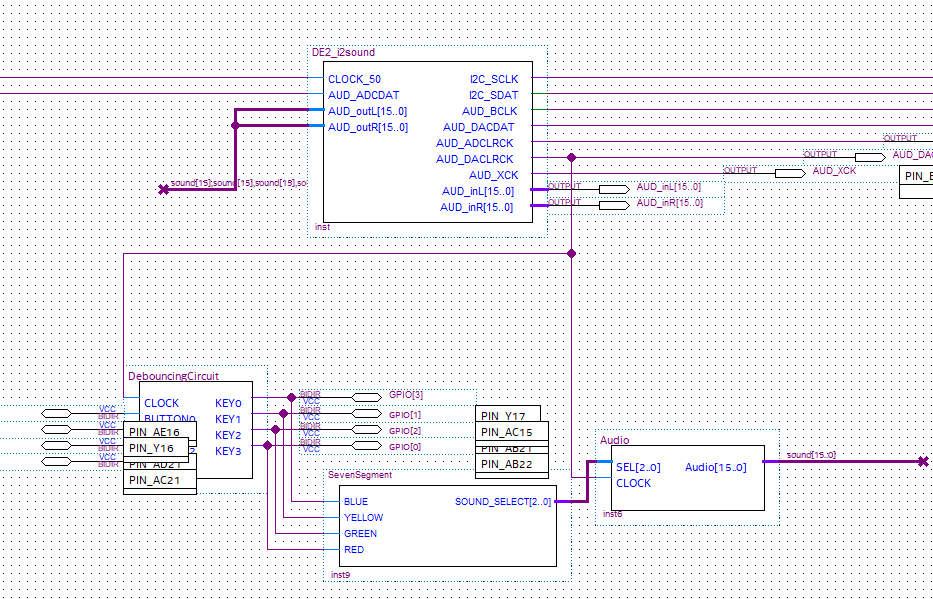 DE2_i2sound
CLOCK_50
I2C_SCLK
AUD_ADCDAT
I2C_SDAT
AUD_outL[15..0]
AUD_BCLK
AUD_outR[15..0]
AUD_DACDAT
AUD_ADCLRCK
OUTPUT
AUD_DACLRCK
OUTPUT
AUD_DAC
AUD_XCK
OUTPUT
AUD_XCK
PIN_E
sound[15],sound[15],sound[15],so
AUD_inL[15..0]
OUTPUT
AUD_inL[15..0]
AUD_inR[15..0]
OUTPUT
AUD_inR[15..0]
inst
DebouncingCircuit
CLOCK
KEY0
BIDIR
VCC
GPIO[3]
VCC
BIDIR
BUTTON0
KEY1
BIDIR
VCC
GPIO[1]
PIN_Y17
VCC
BIDIR
PIN_AE16
KEY2
BIDIR
VCC
GPIO[2]
PIN_AC15
VCC
BIDIR
PIN_Y16
2
KEY3
BIDIR
VCC
GPIO[0]
PIN_AB21
VCC
BIDIR
PIN_AD21
PIN_AB22
PIN_AC21
Audio
SEL[2..0]
Audio[15..0]
sound[15..0]
CLOCK
inst6
SevenSegment
BLUE
SOUND_SELECT[2..0]
YELLOW
GREEN
RED
inst9